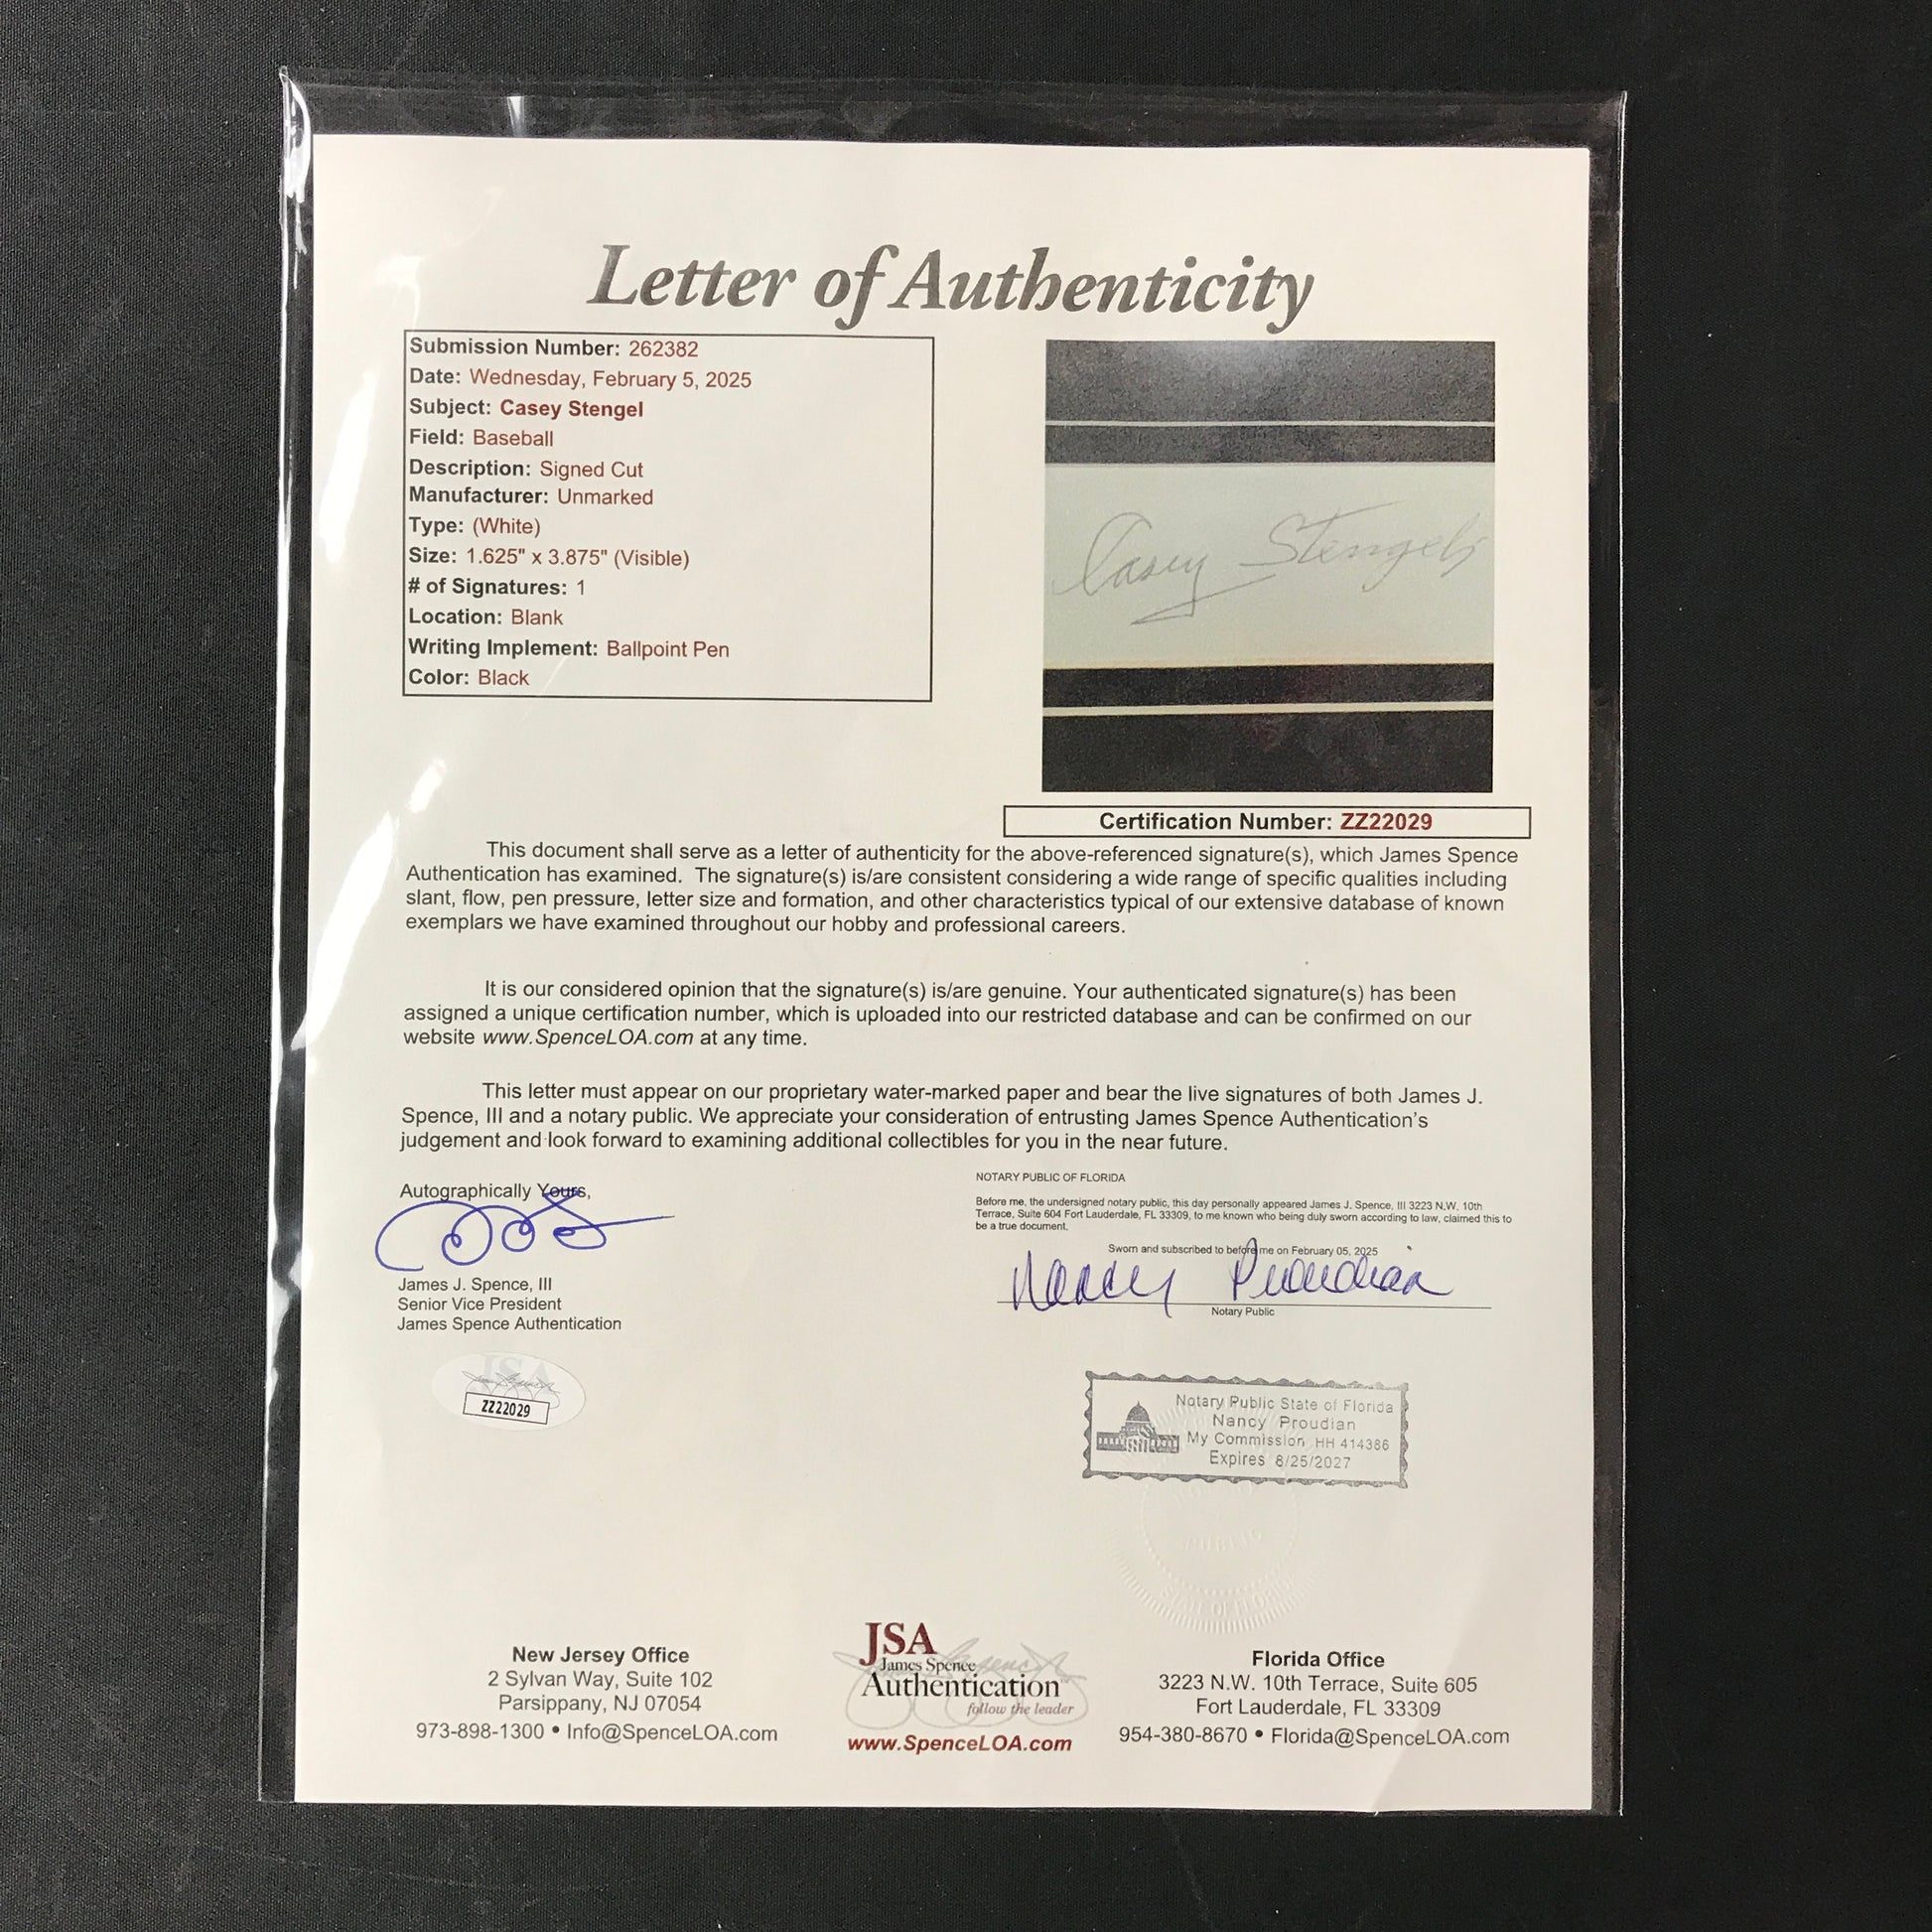 Letter of Authenticity
Submission Number: 262382
Date: Wednesday, February 5, 2025
Subject: Casey Stengel
Field: Baseball
Description: Signed Cut
Manufacturer: Unmarked
Type: (White)
Size: 1.625" x 3.875" (Visible)
# of Signatures: 1
Location: Blank
Writing Implement: Ballpoint Pen
Color: Black
Casey Stengel
Certification Number: ZZ22029
This document shall serve as a letter of authenticity for the above-referenced signature(s), which James Spence
Authentication has examined. The signature(s) is/are consistent considering a wide range of specific qualities including
slant, flow, pen pressure, letter size and formation, and other characteristics typical of our extensive database of known
exemplars we have examined throughout our hobby and professional careers.
It is our considered opinion that the signature(s) is/are genuine. Your authenticated signature(s) has been
assigned a unique certification number, which is uploaded into our restricted database and can be confirmed on our
website www.SpenceLOA.com at any time.
This letter must appear on our proprietary water-marked paper and bear the live signatures of both James J.
Spence, III and a notary public. We appreciate your consideration of entrusting James Spence Authentication's
judgement and look forward to examining additional collectibles for you in the near future.
Autographically Yours,
James J. Spence, III
Senior Vice President
James Spence Authentication
JSA
ZZ22029
NOTARY PUBLIC OF FLORIDA
Before me, the undersigned notary public, this day personally appeared James J. Spence, III 3223 N.W. 10th
Terrace, Suite 604 Fort Lauderdale, FL 33309, to me known who being duly sworn according to law, claimed this to
be a true document.
Sworn and subscribed to before me on February 05, 2025
Nancy Proudian
Notary Public
Notary Public State of Florida
Nancy Proudian
My Commission HH 414386
Expires 8/25/2027
PUBLIC
New Jersey Office
2 Sylvan Way, Suite 102
Parsippany, NJ 07054
973-898-1300 • Info@SpenceLOA.com
JSA
James Spence
Authentication
follow the leader
www.SpenceLOA.com
Florida Office
3223 N.W. 10th Terrace, Suite 605
Fort Lauderdale, FL 33309
954-380-8670 • Florida@SpenceLOA.com